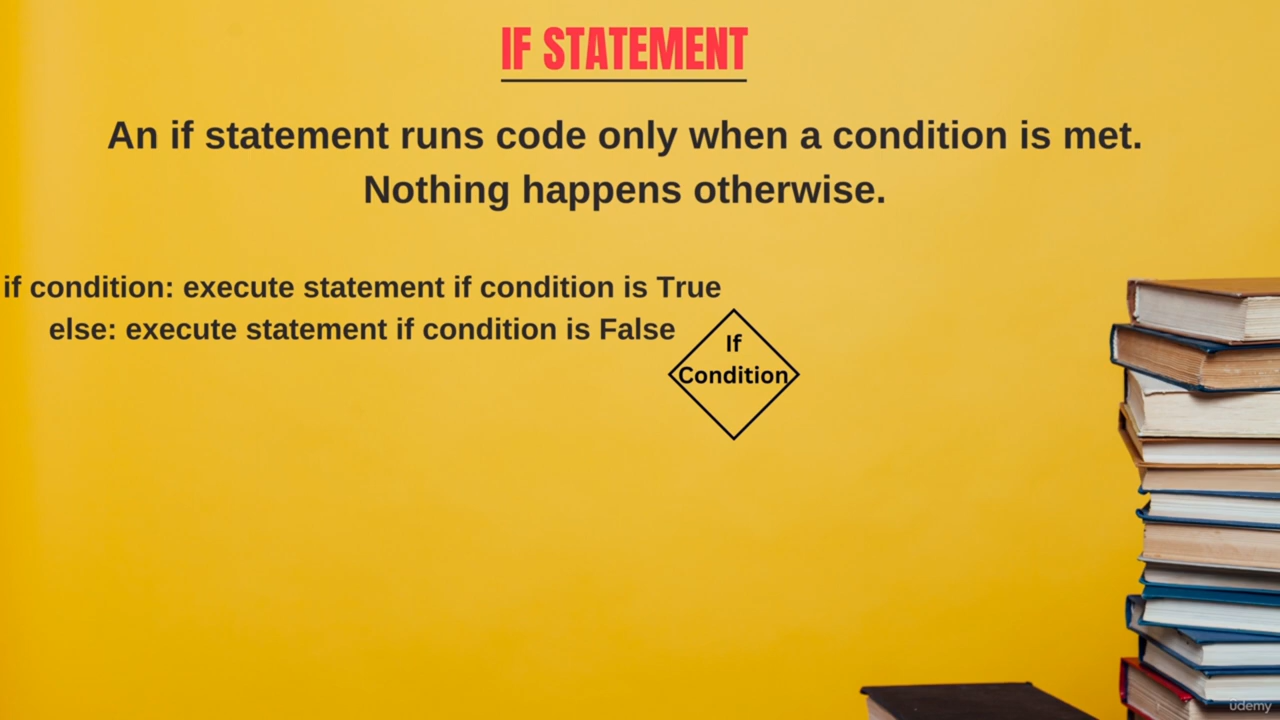 IF STATEMENT
An if statement runs code only when a condition is met.
Nothing happens otherwise.
if condition: execute statement if condition is True
else: execute statement if condition is False
If
Condition
udemy